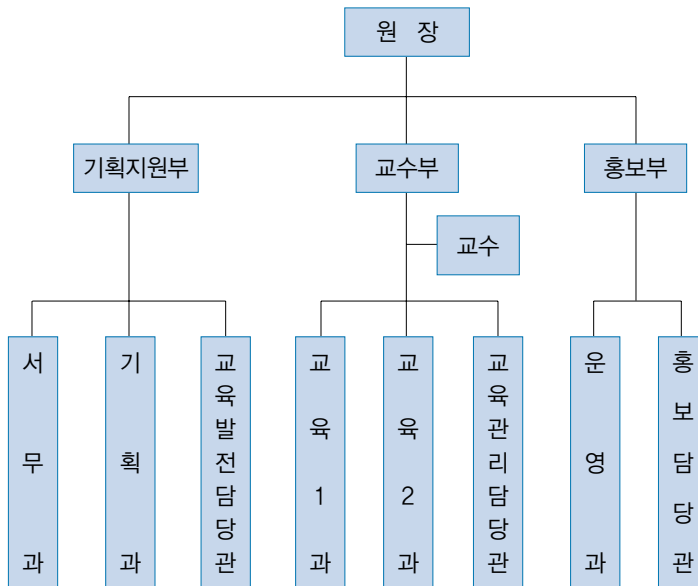 원 장
기획지원부
교수부
홍보부
교수
서무과
기획과
교육발전담당관
교육1과
교육2과
교육관리담당관
운영과
홍보담당관